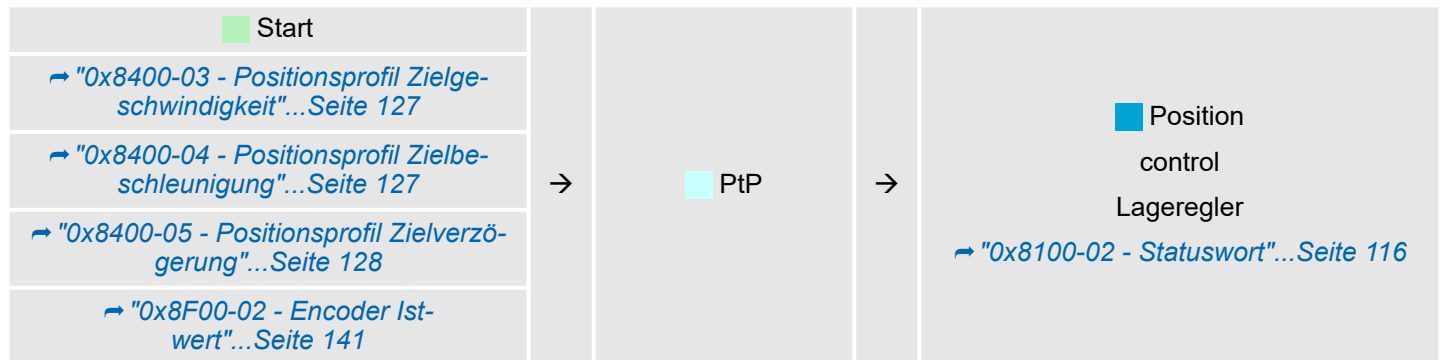 Start
➦ "0x8400-03 - Positionsprofil Zielge-
schwindigkeit"...Seite 127
➦ "0x8400-04 - Positionsprofil Zielbe-
schleunigung"...Seite 127
➦ "0x8400-05 - Positionsprofil Zielverzö-
gerung"...Seite 128
➦ "0x8F00-02 - Encoder Ist-
wert"...Seite 141
→
PtP
→
Position
control
Lageregler
➦ "0x8100-02 - Statuswort"...Seite 116